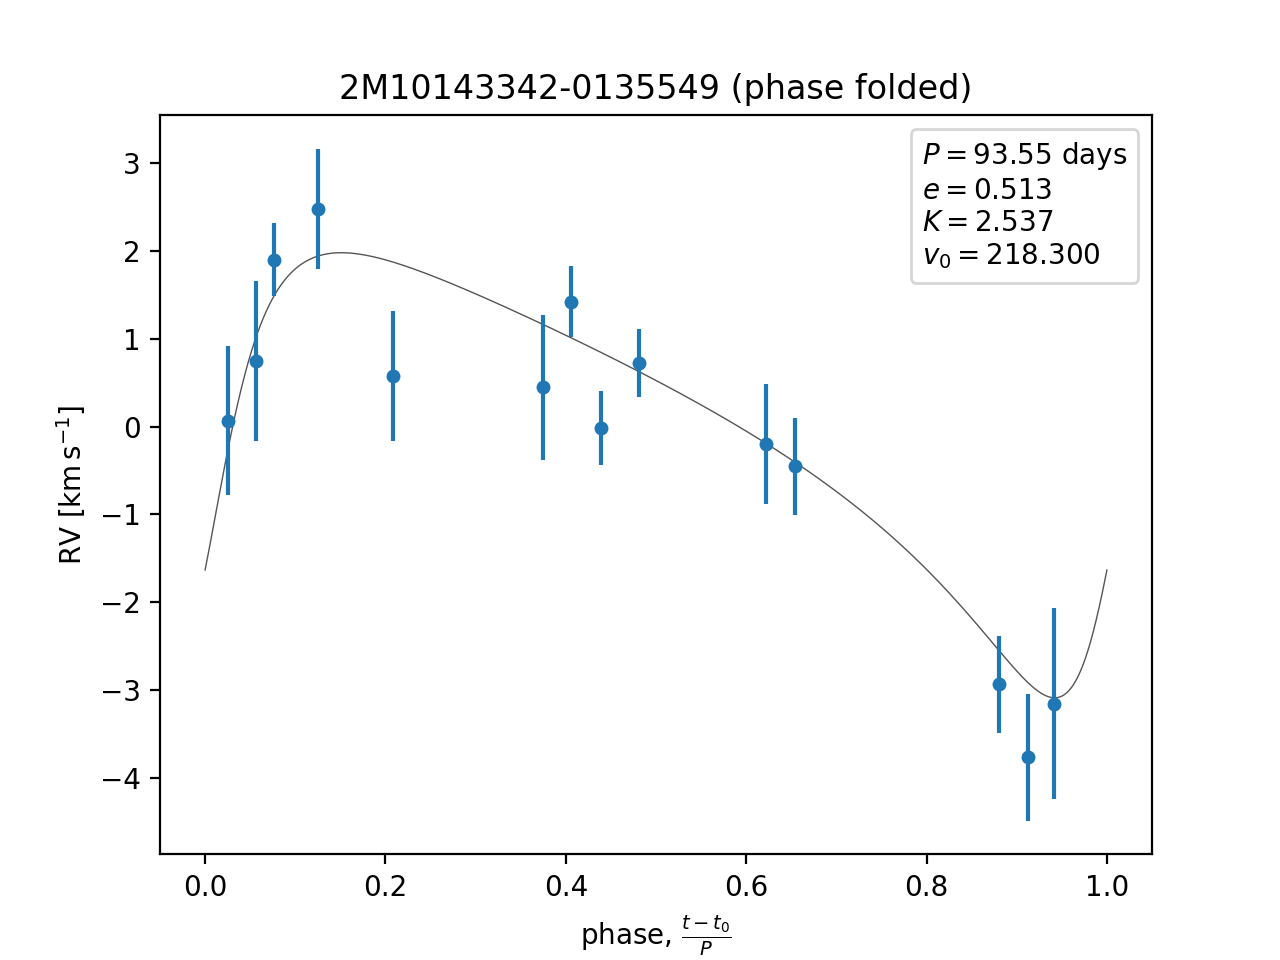 2M10143342-0135549 (phase folded)
P = 93.55 days
e = 0.513
K = 2.537
v₀ = 218.300
RV [km s⁻¹]
3
2
1
0
−1
−2
−3
−4
0.0 0.2 0.4 0.6 0.8 1.0
phase, (t − t₀)/P